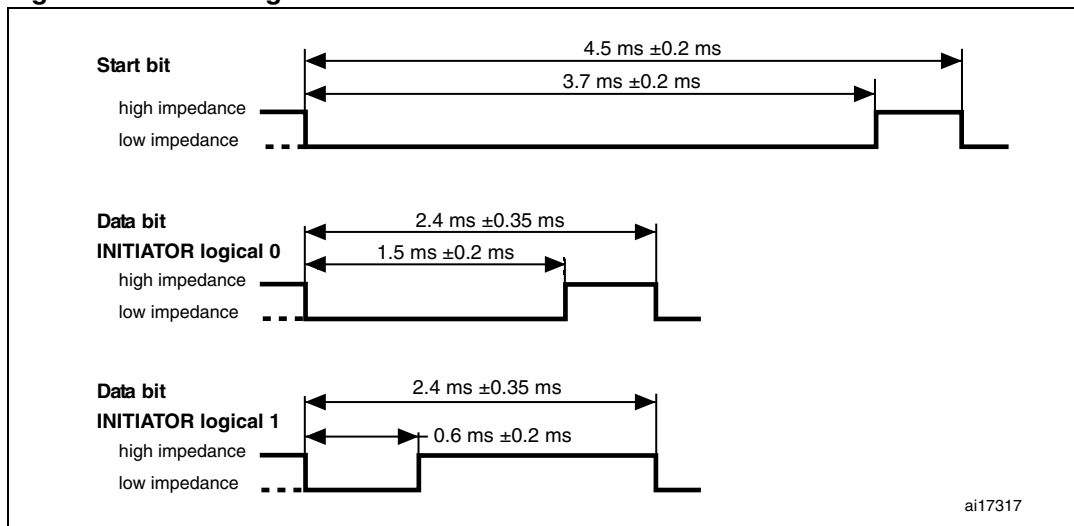 4.5 ms ±0.2 ms
Start bit
3.7 ms ±0.2 ms
high impedance
low impedance
Data bit
2.4 ms ±0.35 ms
INITIATOR logical 0
1.5 ms ±0.2 ms
high impedance
low impedance
Data bit
2.4 ms ±0.35 ms
INITIATOR logical 1
0.6 ms ±0.2 ms
high impedance
low impedance
ai17317